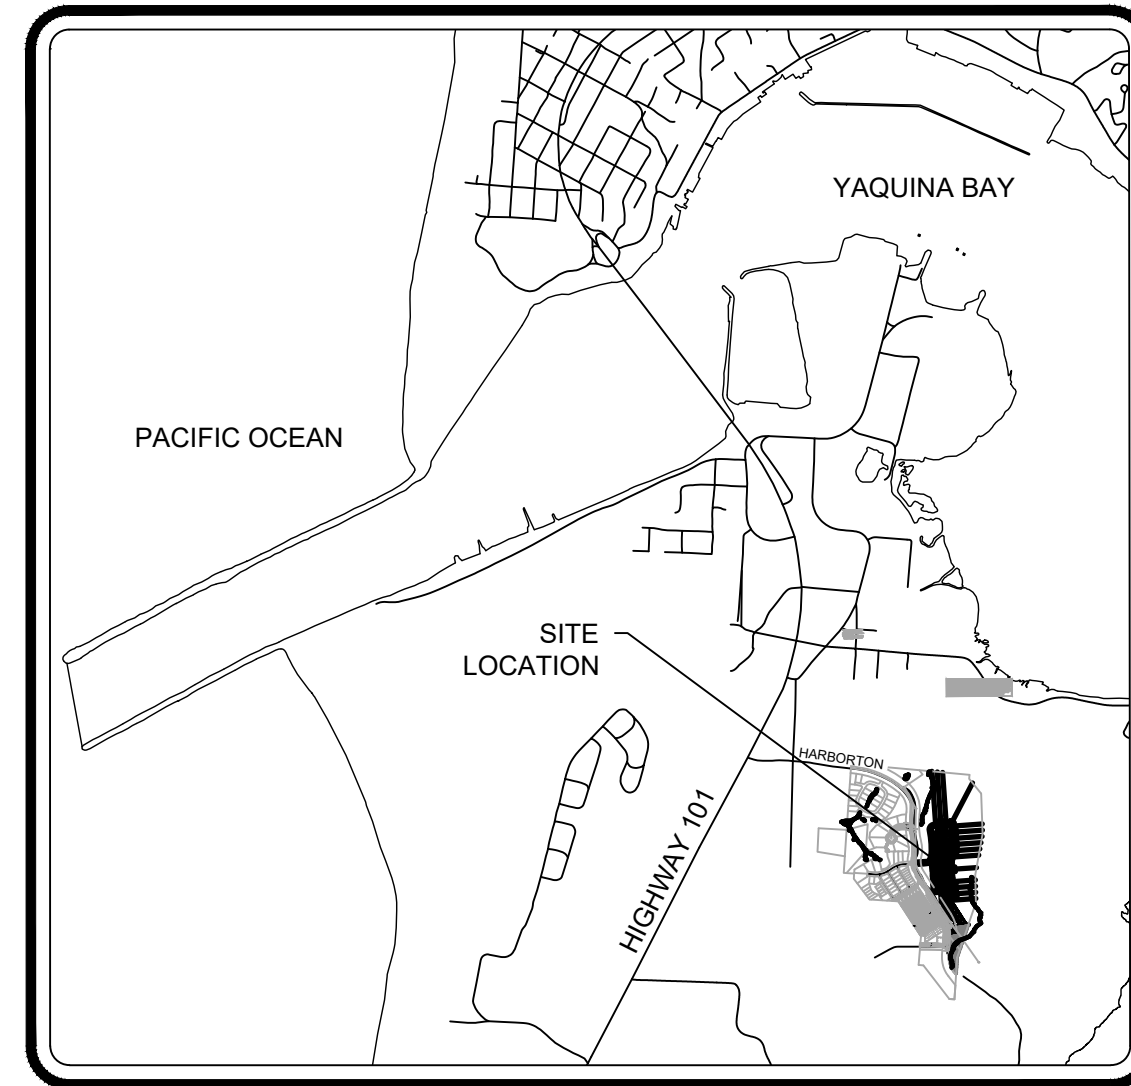 YAQUINA BAY
PACIFIC OCEAN
SITE
LOCATION
HARBORTON
HIGHWAY 101